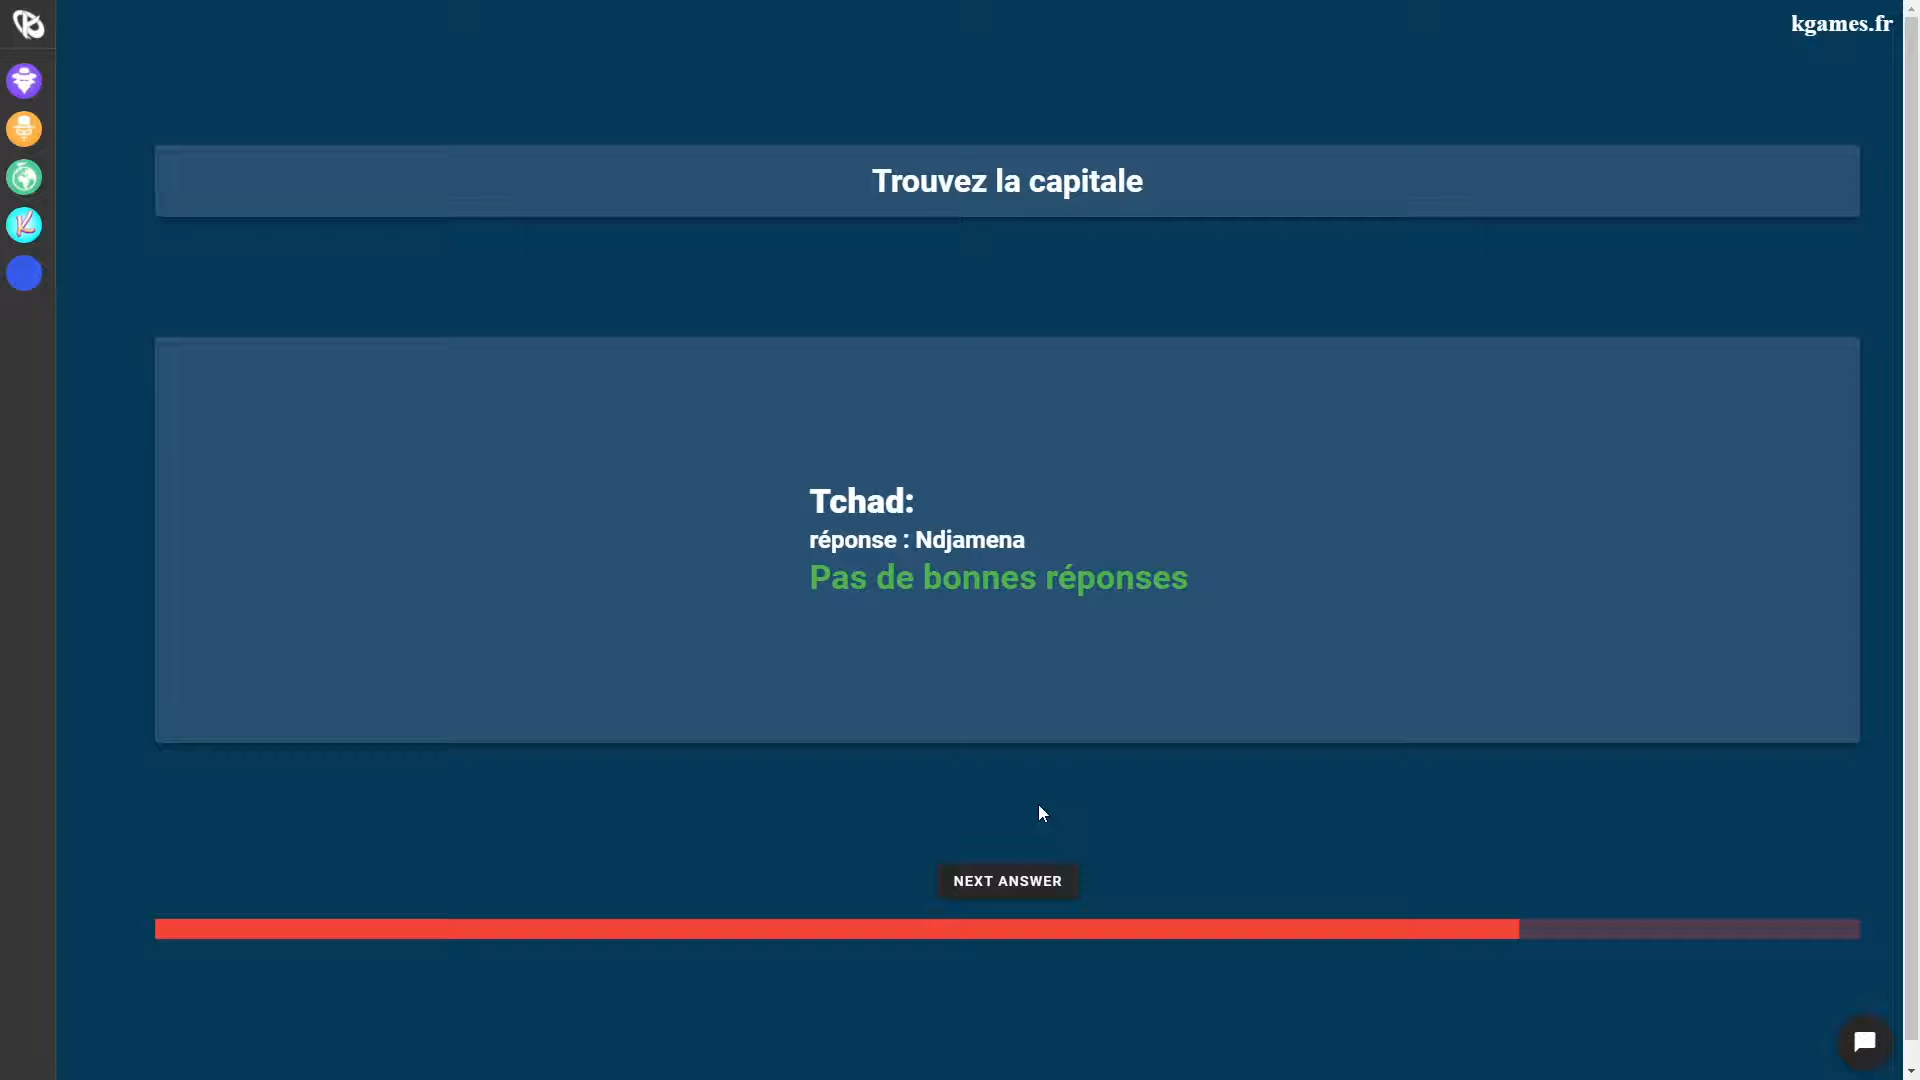 kgames.fr
Trouvez la capitale
Tchad:
réponse : Ndjamena
Pas de bonnes réponses
NEXT ANSWER